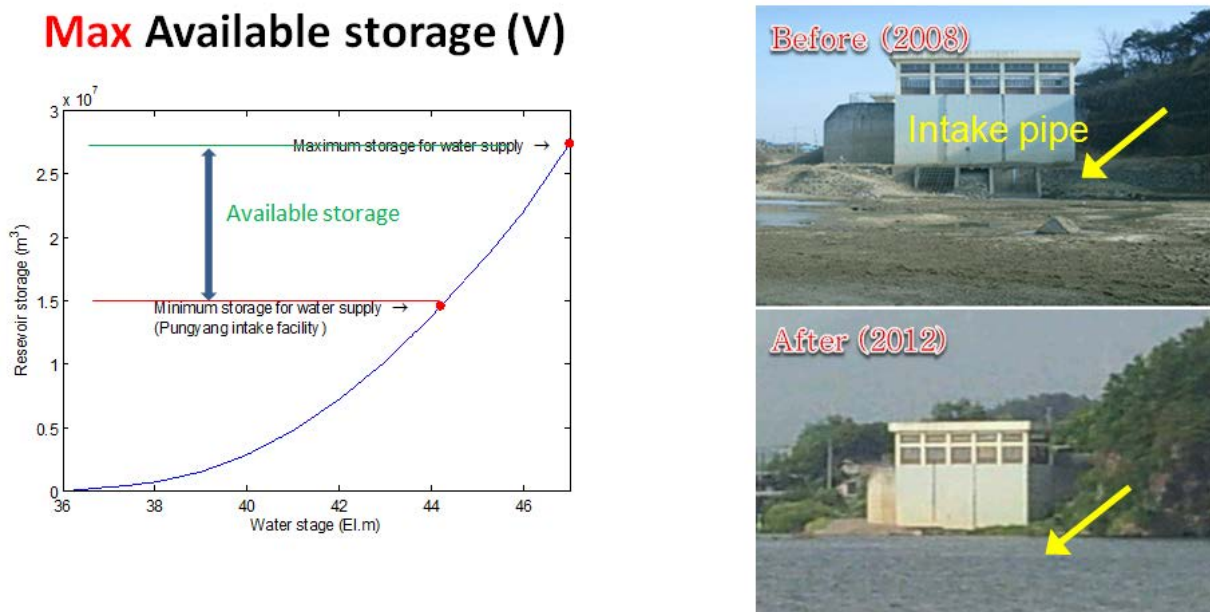 Max Available storage (V)
x 10^7
3
2.5
2
1.5
1
0.5
0
Resevoir storage (m³)
Maximum storage for water supply →
Available storage
Minimum storage for water supply →
(Pungyang intake facility)
36 38 40 42 44 46
Water stage (El.m)
Before (2008)
Intake pipe
After (2012)